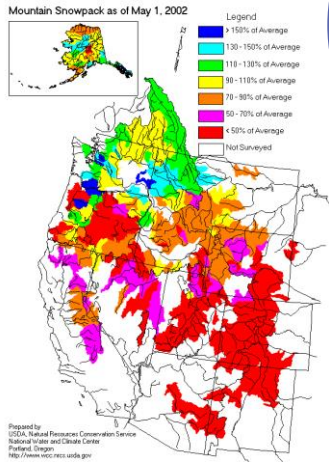 Mountain Snowpack as of May 1, 2002
Legend
> 150% of Average
130 - 150% of Average
110 - 130% of Average
90 - 110% of Average
70 - 90% of Average
50 - 70% of Average
< 50% of Average
Not Surveyed
Prepared by
USDA, Natural Resources Conservation Service
National Water and Climate Center
Portland, Oregon
http://www.wcc.nrcs.usda.gov